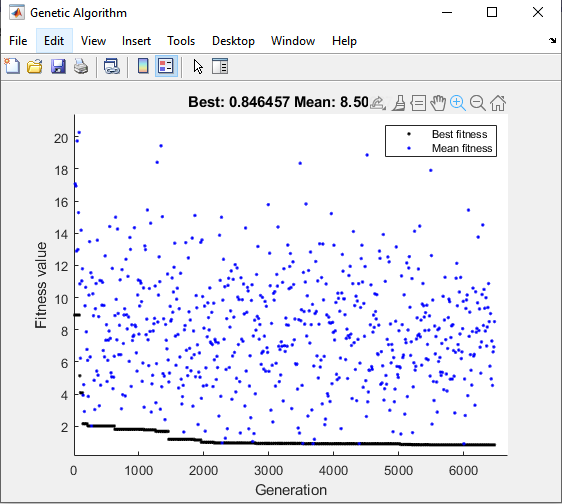 Genetic Algorithm
File Edit View Insert Tools Desktop Window Help
Best: 0.846457 Mean: 8.50
Best fitness
Mean fitness
20
18
16
14
12
10
8
6
4
2
Fitness value
0 1000 2000 3000 4000 5000 6000
Generation